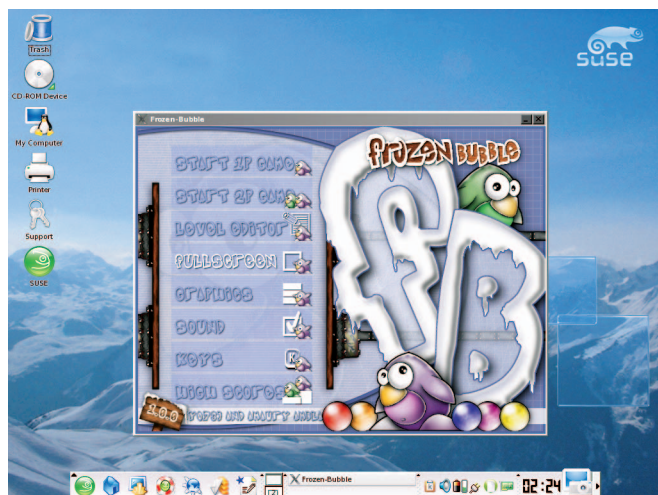 Trash
CD-ROM Device
My Computer
Printer
Support
SUSE
SUSE
Frozen-Bubble
FROZEN BUBBLE
START 1P GAME
START 2P GAME
LEVEL EDITOR
FULLSCREEN
GRAPHICS
SOUND
KEYS
HIGH SCORES
FB
Frozen-Bubble
02:24